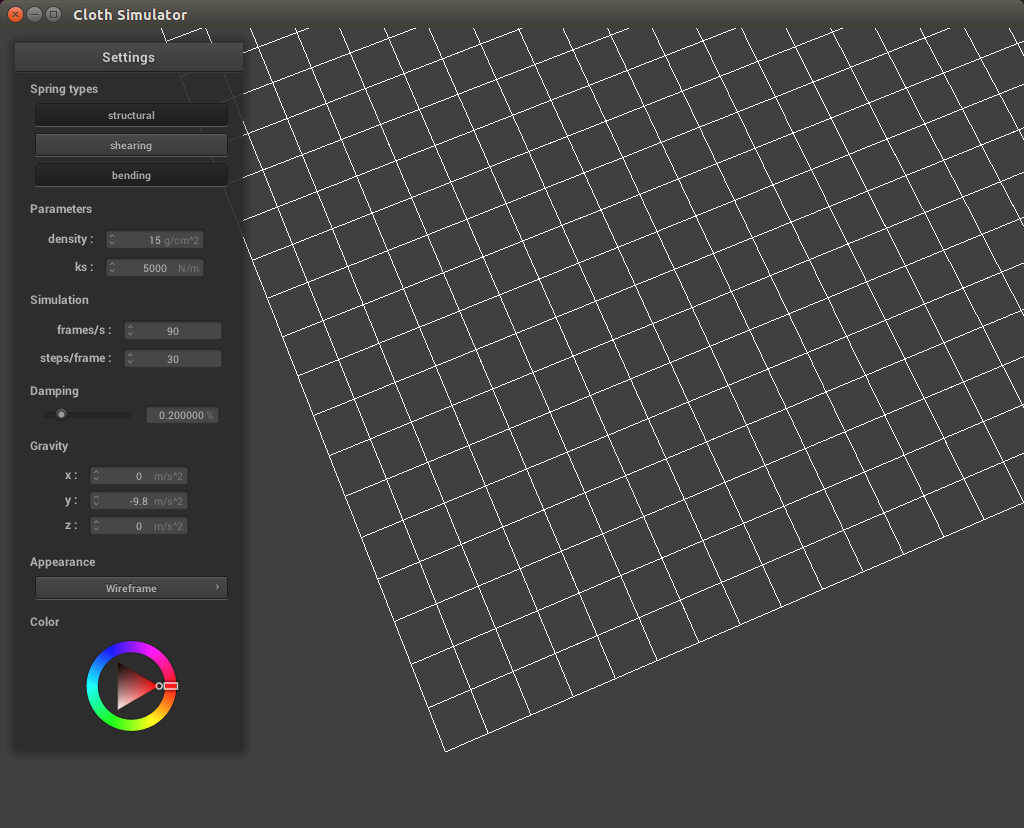 Cloth Simulator
Settings
Spring types
structural
shearing
bending
Parameters
density : 15 g/cm^2
ks : 5000 N/m
Simulation
frames/s : 90
steps/frame : 30
Damping
0.200000 %
Gravity
x : 0 m/s^2
y : -9.8 m/s^2
z : 0 m/s^2
Appearance
Wireframe
Color